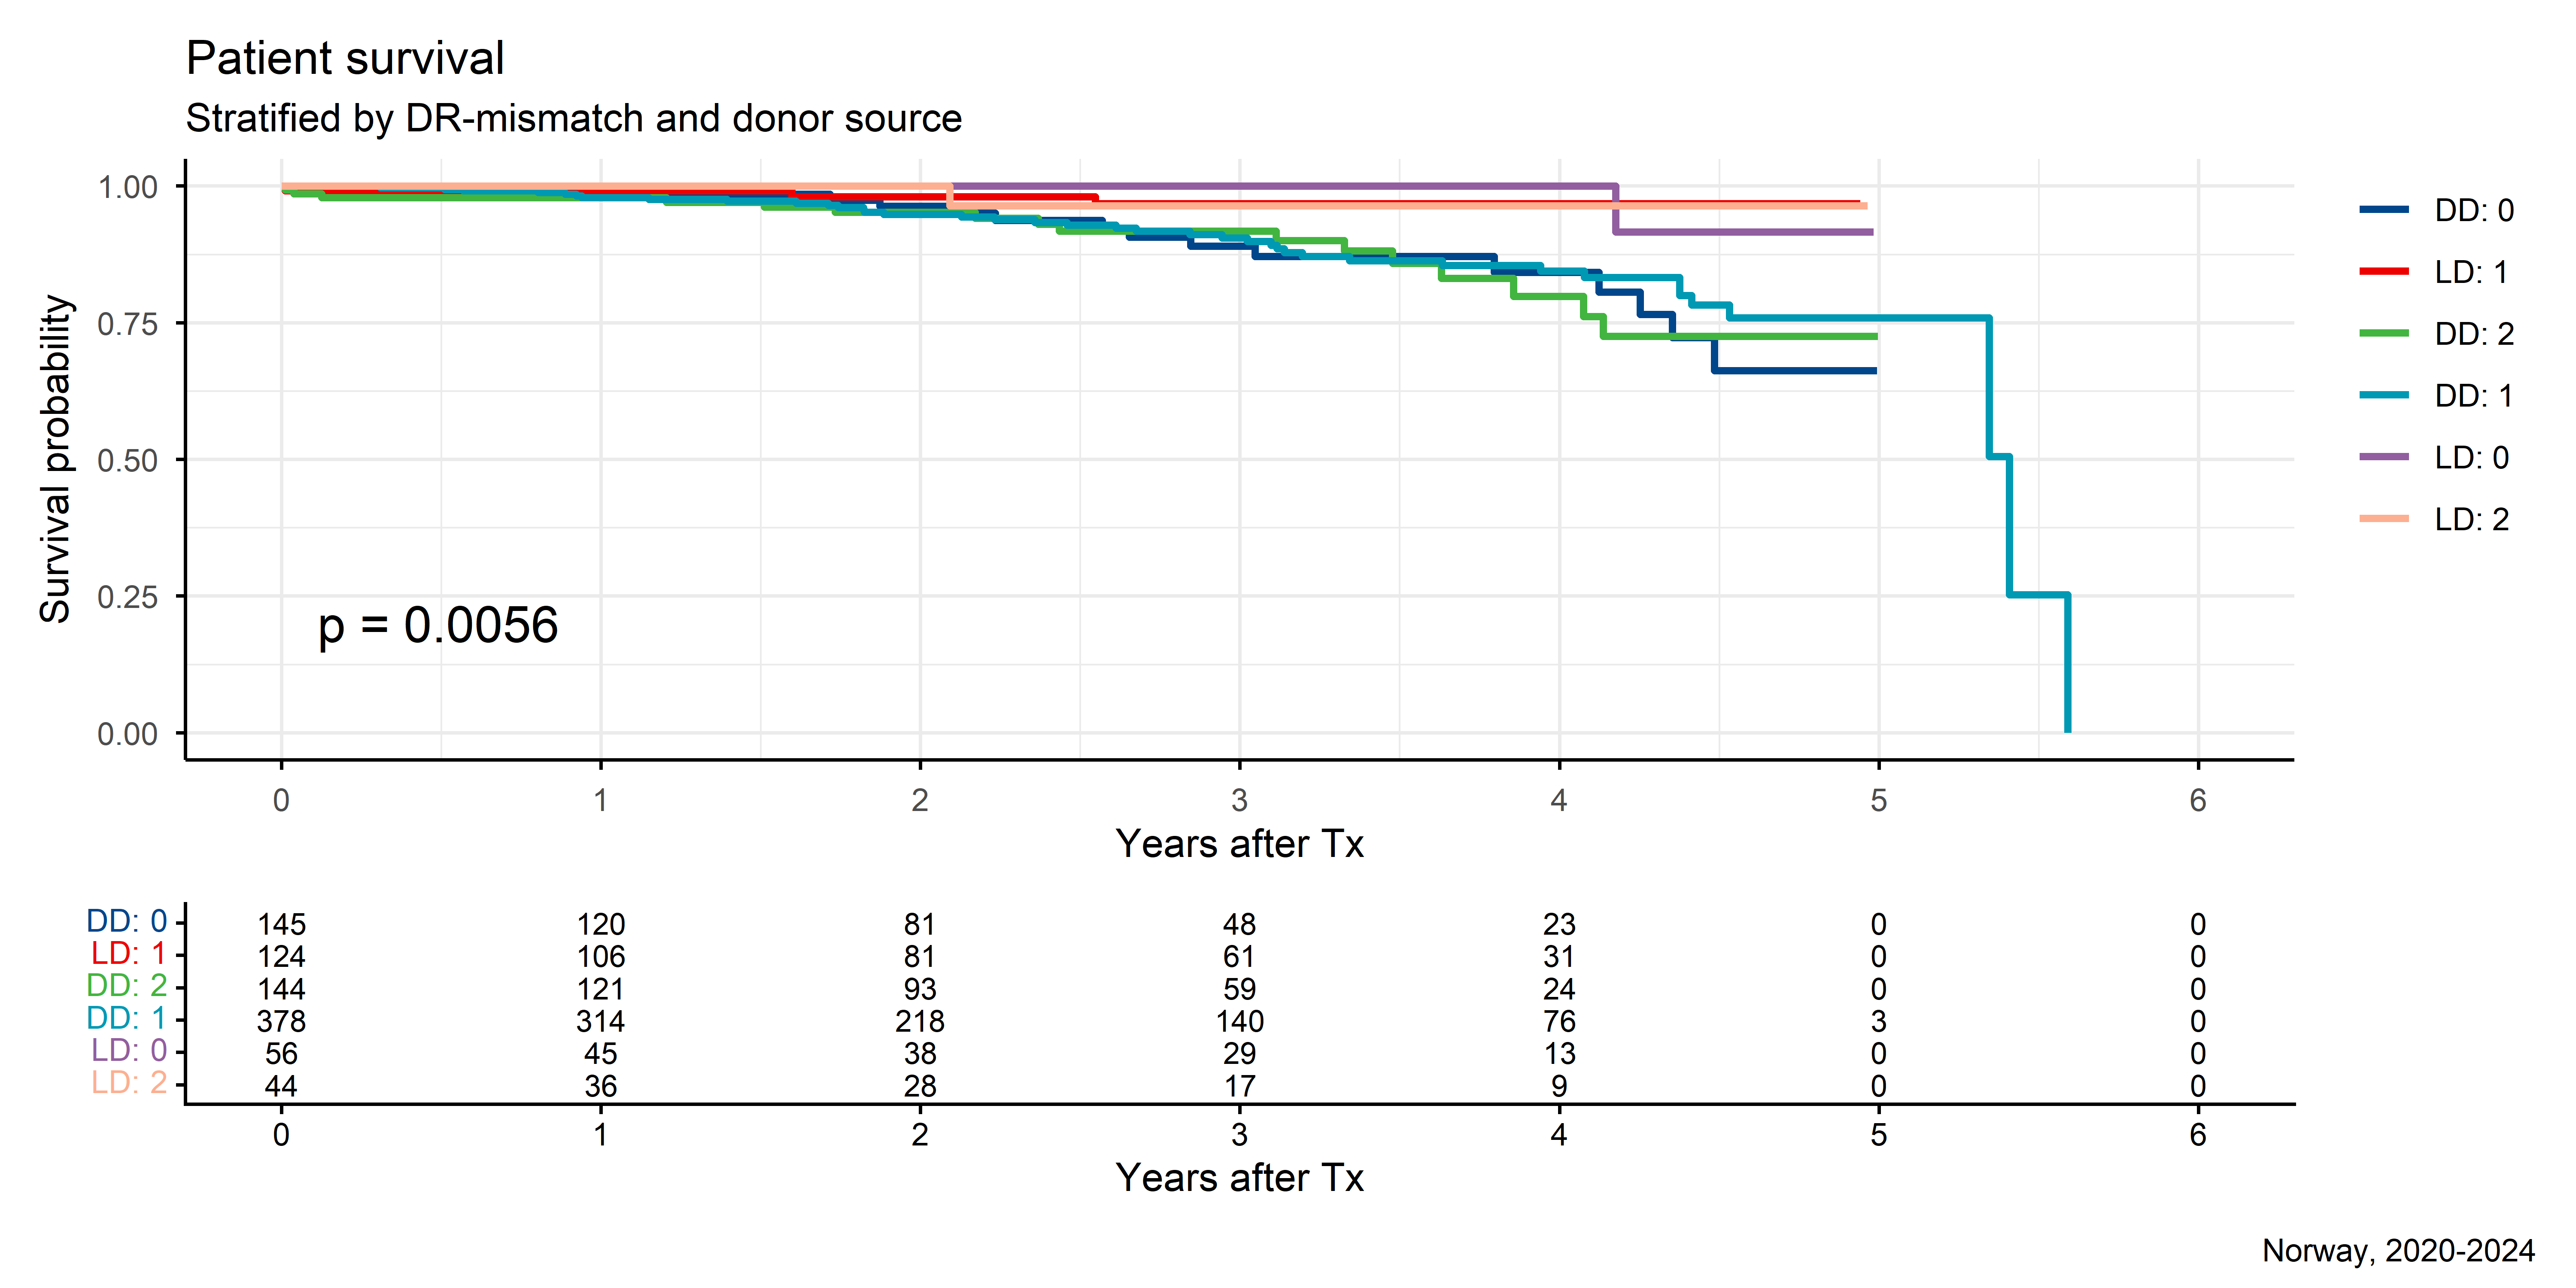 Patient survival
Stratified by DR-mismatch and donor source
Survival probability
1.00
0.75
0.50
0.25
0.00
p = 0.0056
0 1 2 3 4 5 6
Years after Tx
DD: 0
LD: 1
DD: 2
DD: 1
LD: 0
LD: 2
DD: 0 145 120 81 48 23 0 0
LD: 1 124 106 81 61 31 0 0
DD: 2 144 121 93 59 24 0 0
DD: 1 378 314 218 140 76 3 0
LD: 0 56 45 38 29 13 0 0
LD: 2 44 36 28 17 9 0 0
0 1 2 3 4 5 6
Years after Tx
Norway, 2020-2024